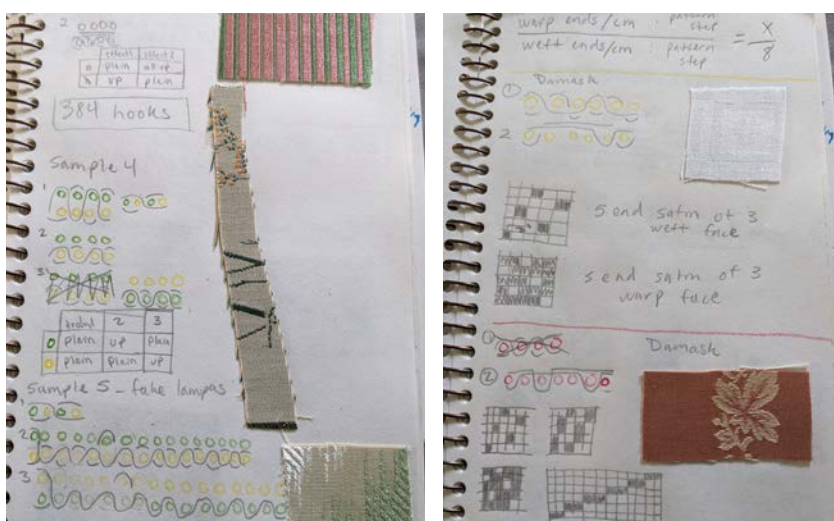 2
effect 2
o plain all up
up plain
384 hooks
Sample 4
1
2
3
2 3
plain up plain
plain plain up
Sample 5 - fake lampas
1
2
3
warp ends/cm : pattern step
weft ends/cm : pattern step
= x
8
Damask
1
2
5 end satin of 3
weft face
5 end satin of 3
warp face
1
Damask
2